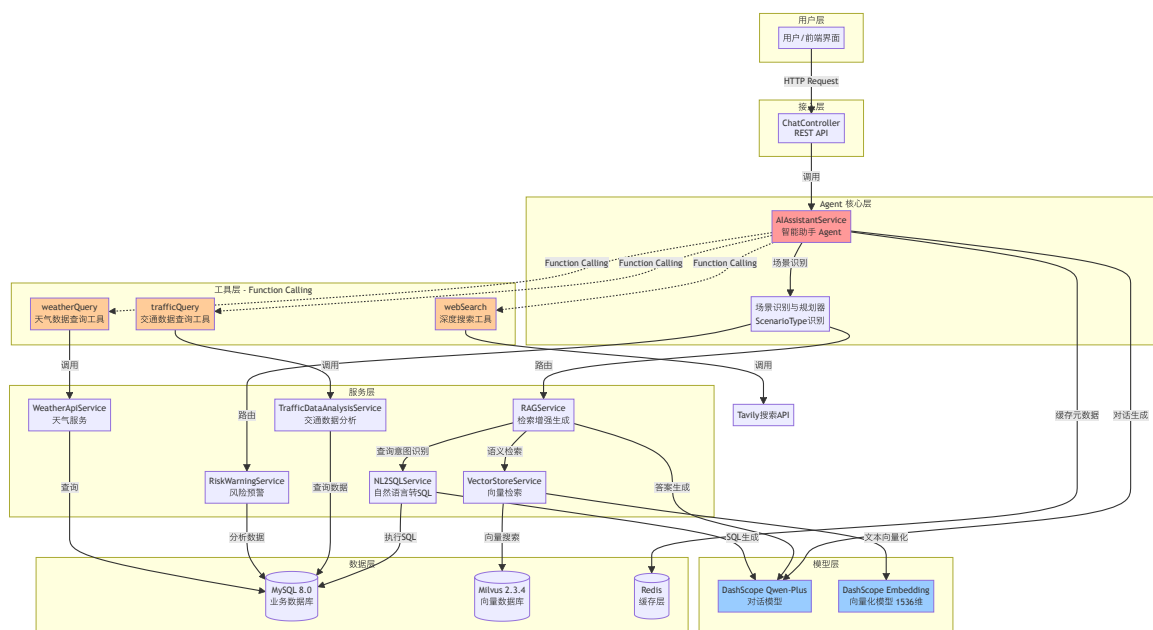 用户层
用户/前端界面
HTTP Request
接入层
ChatController
REST API
调用
Agent 核心层
AIAssistantService
智能助手 Agent
Function Calling
Function Calling
Function Calling
场景识别
工具层 - Function Calling
weatherQuery
天气数据查询工具
trafficQuery
交通数据查询工具
webSearch
深度搜索工具
场景识别与规划器
ScenarioType识别
调用
调用
路由
调用
服务层
WeatherApiService
天气服务
路由
TrafficDataAnalysisService
交通数据分析
RAGService
检索增强生成
Tavily搜索API
缓存元数据
对话生成
查询意图识别
语义检索
查询
RiskWarningService
风险预警
查询数据
NL2SQLService
自然语言转SQL
VectorStoreService
向量检索
答案生成
分析数据
执行SQL
向量搜索
SQL生成
文本向量化
数据层
模型层
MySQL 8.0
业务数据库
Milvus 2.3.4
向量数据库
Redis
缓存层
DashScope Qwen-Plus
对话模型
DashScope Embedding
向量化模型 1536维